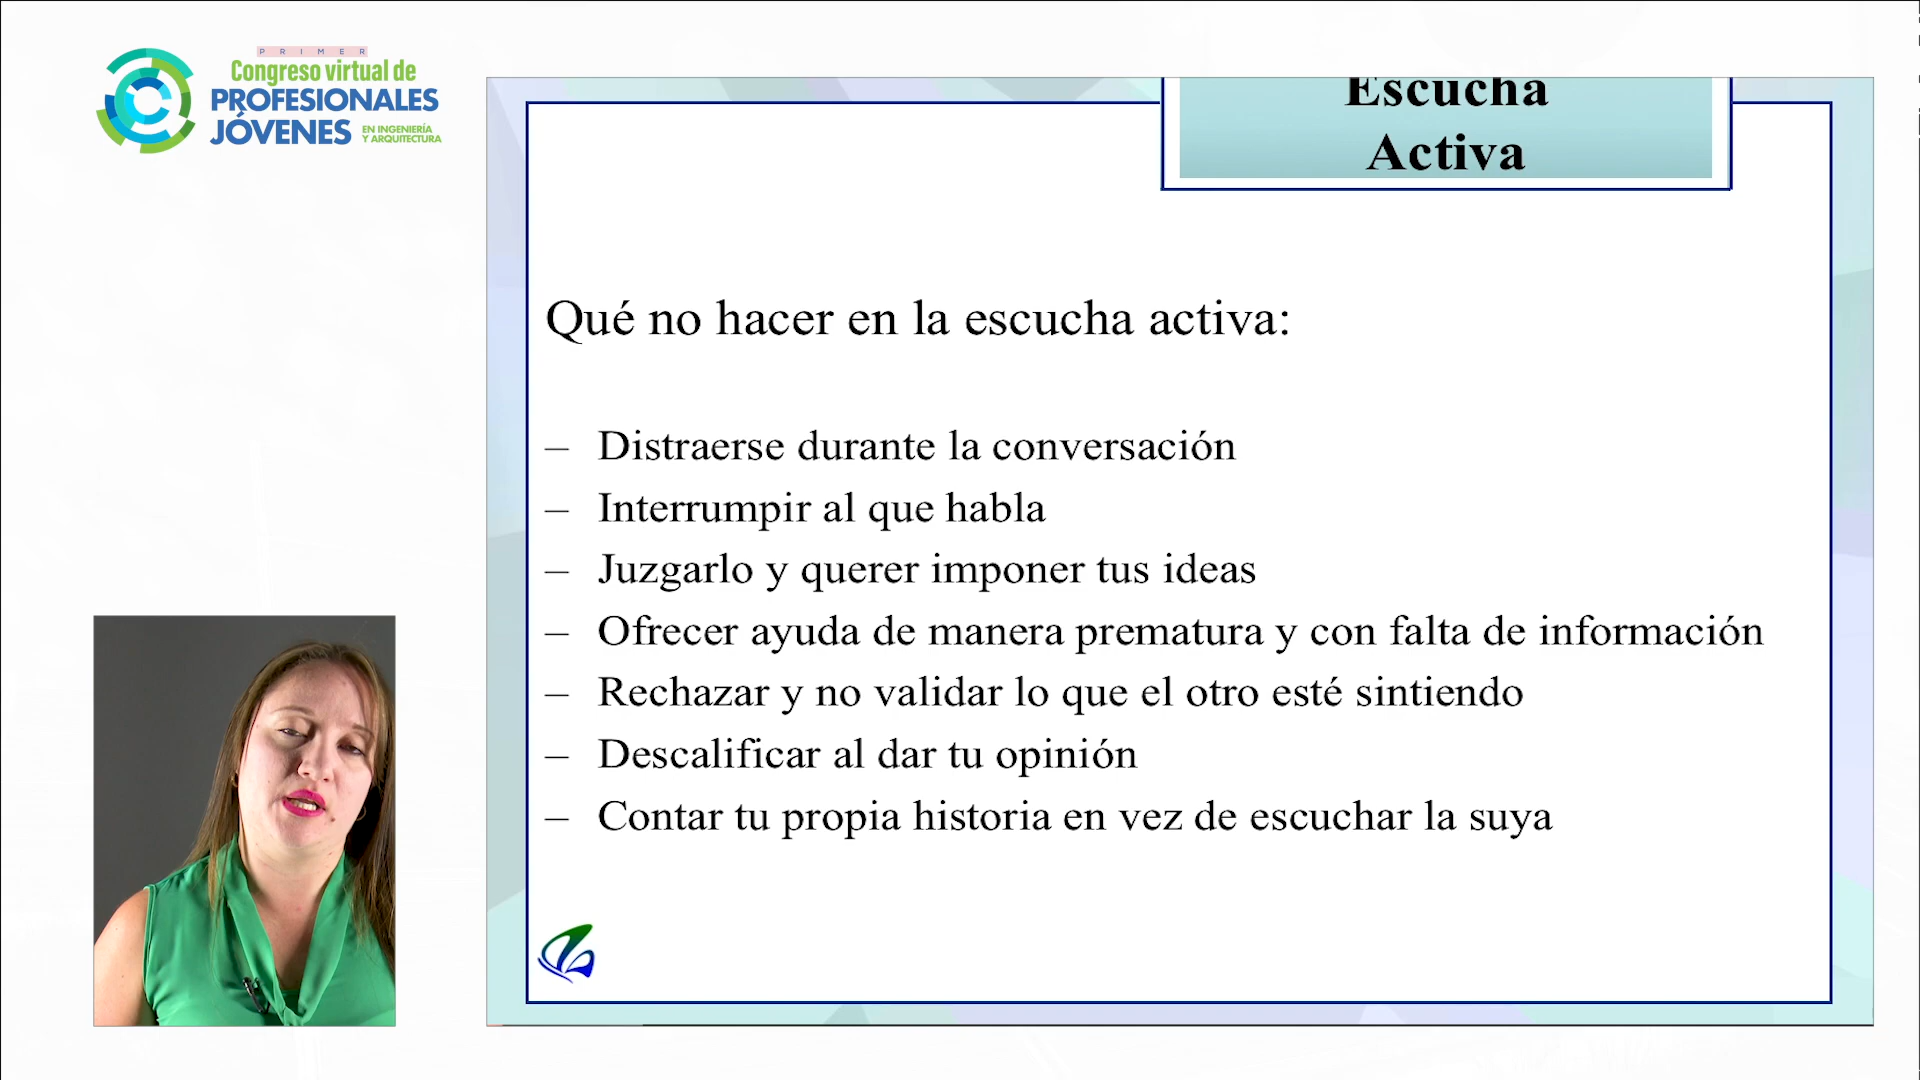 PRIMER
Congreso virtual de
PROFESIONALES
JÓVENES EN INGENIERÍA
Y ARQUITECTURA
Escucha
Activa
Qué no hacer en la escucha activa:
– Distraerse durante la conversación
– Interrumpir al que habla
– Juzgarlo y querer imponer tus ideas
– Ofrecer ayuda de manera prematura y con falta de información
– Rechazar y no validar lo que el otro esté sintiendo
– Descalificar al dar tu opinión
– Contar tu propia historia en vez de escuchar la suya